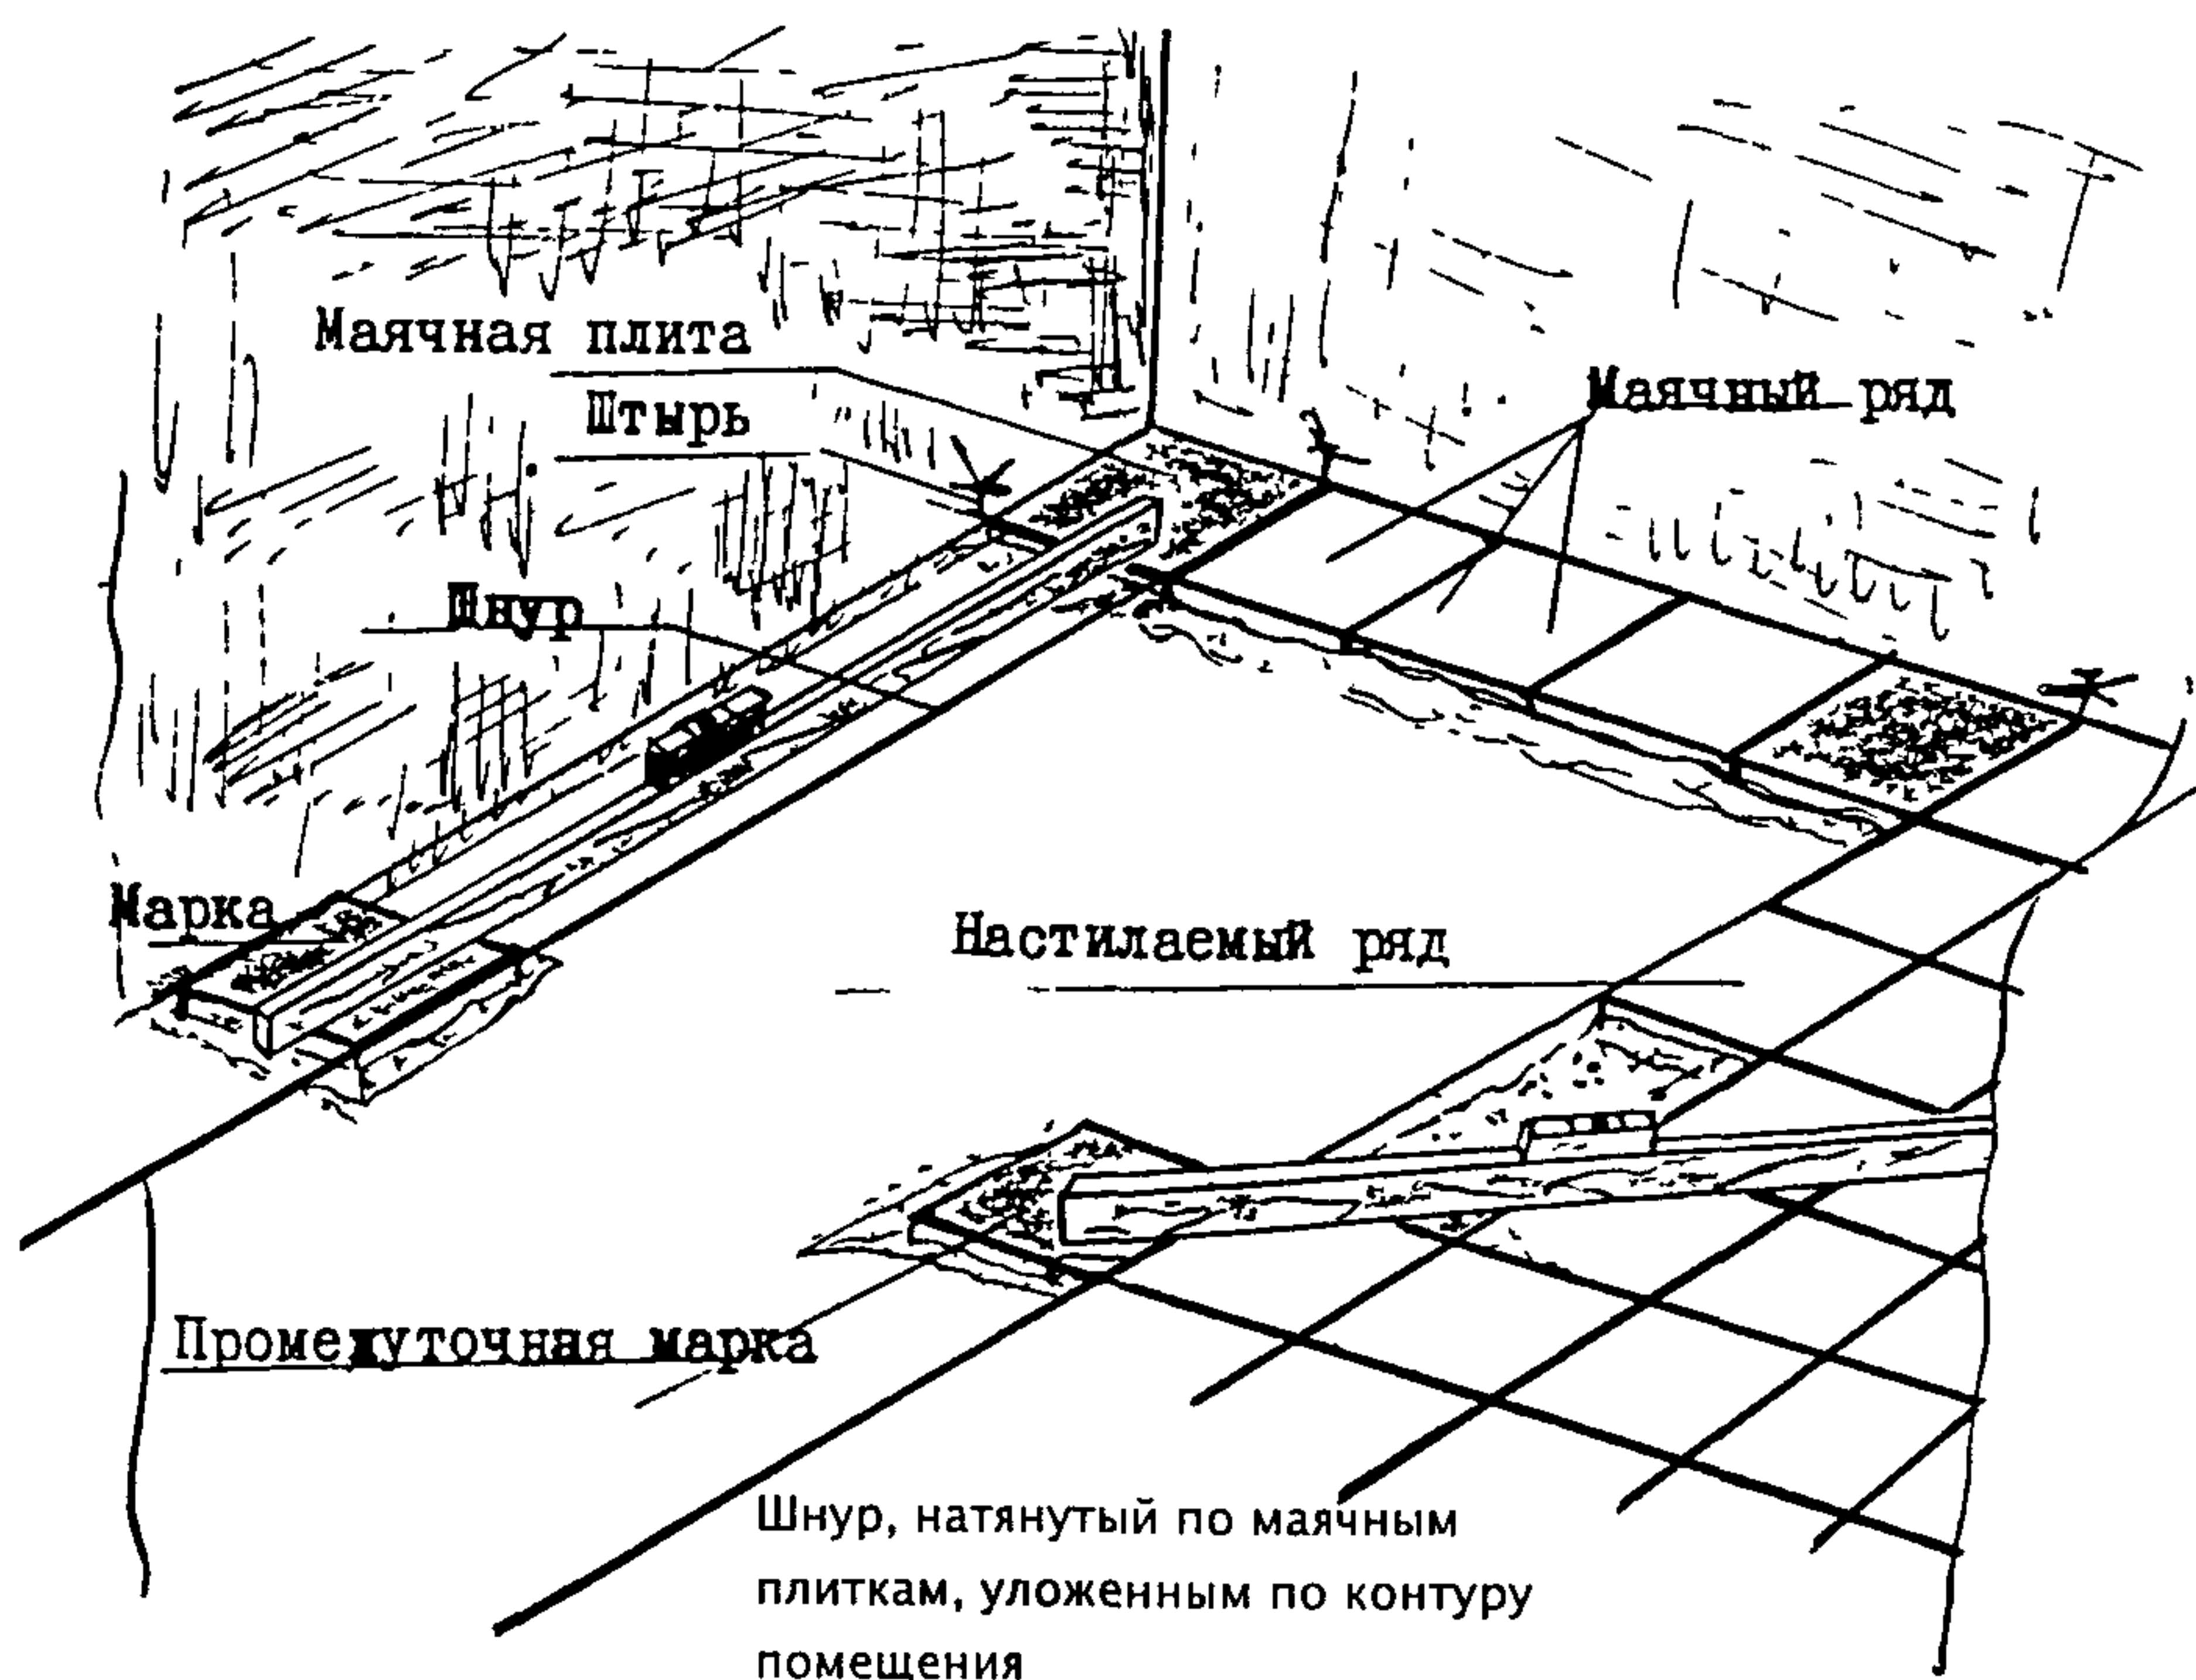 Маячная плита
Штырь
Маячный ряд
Шнур
Марка
Настилаемый ряд
Промежуточная марка
Шнур, натянутый по маячным
плиткам, уложенным по контуру
помещения